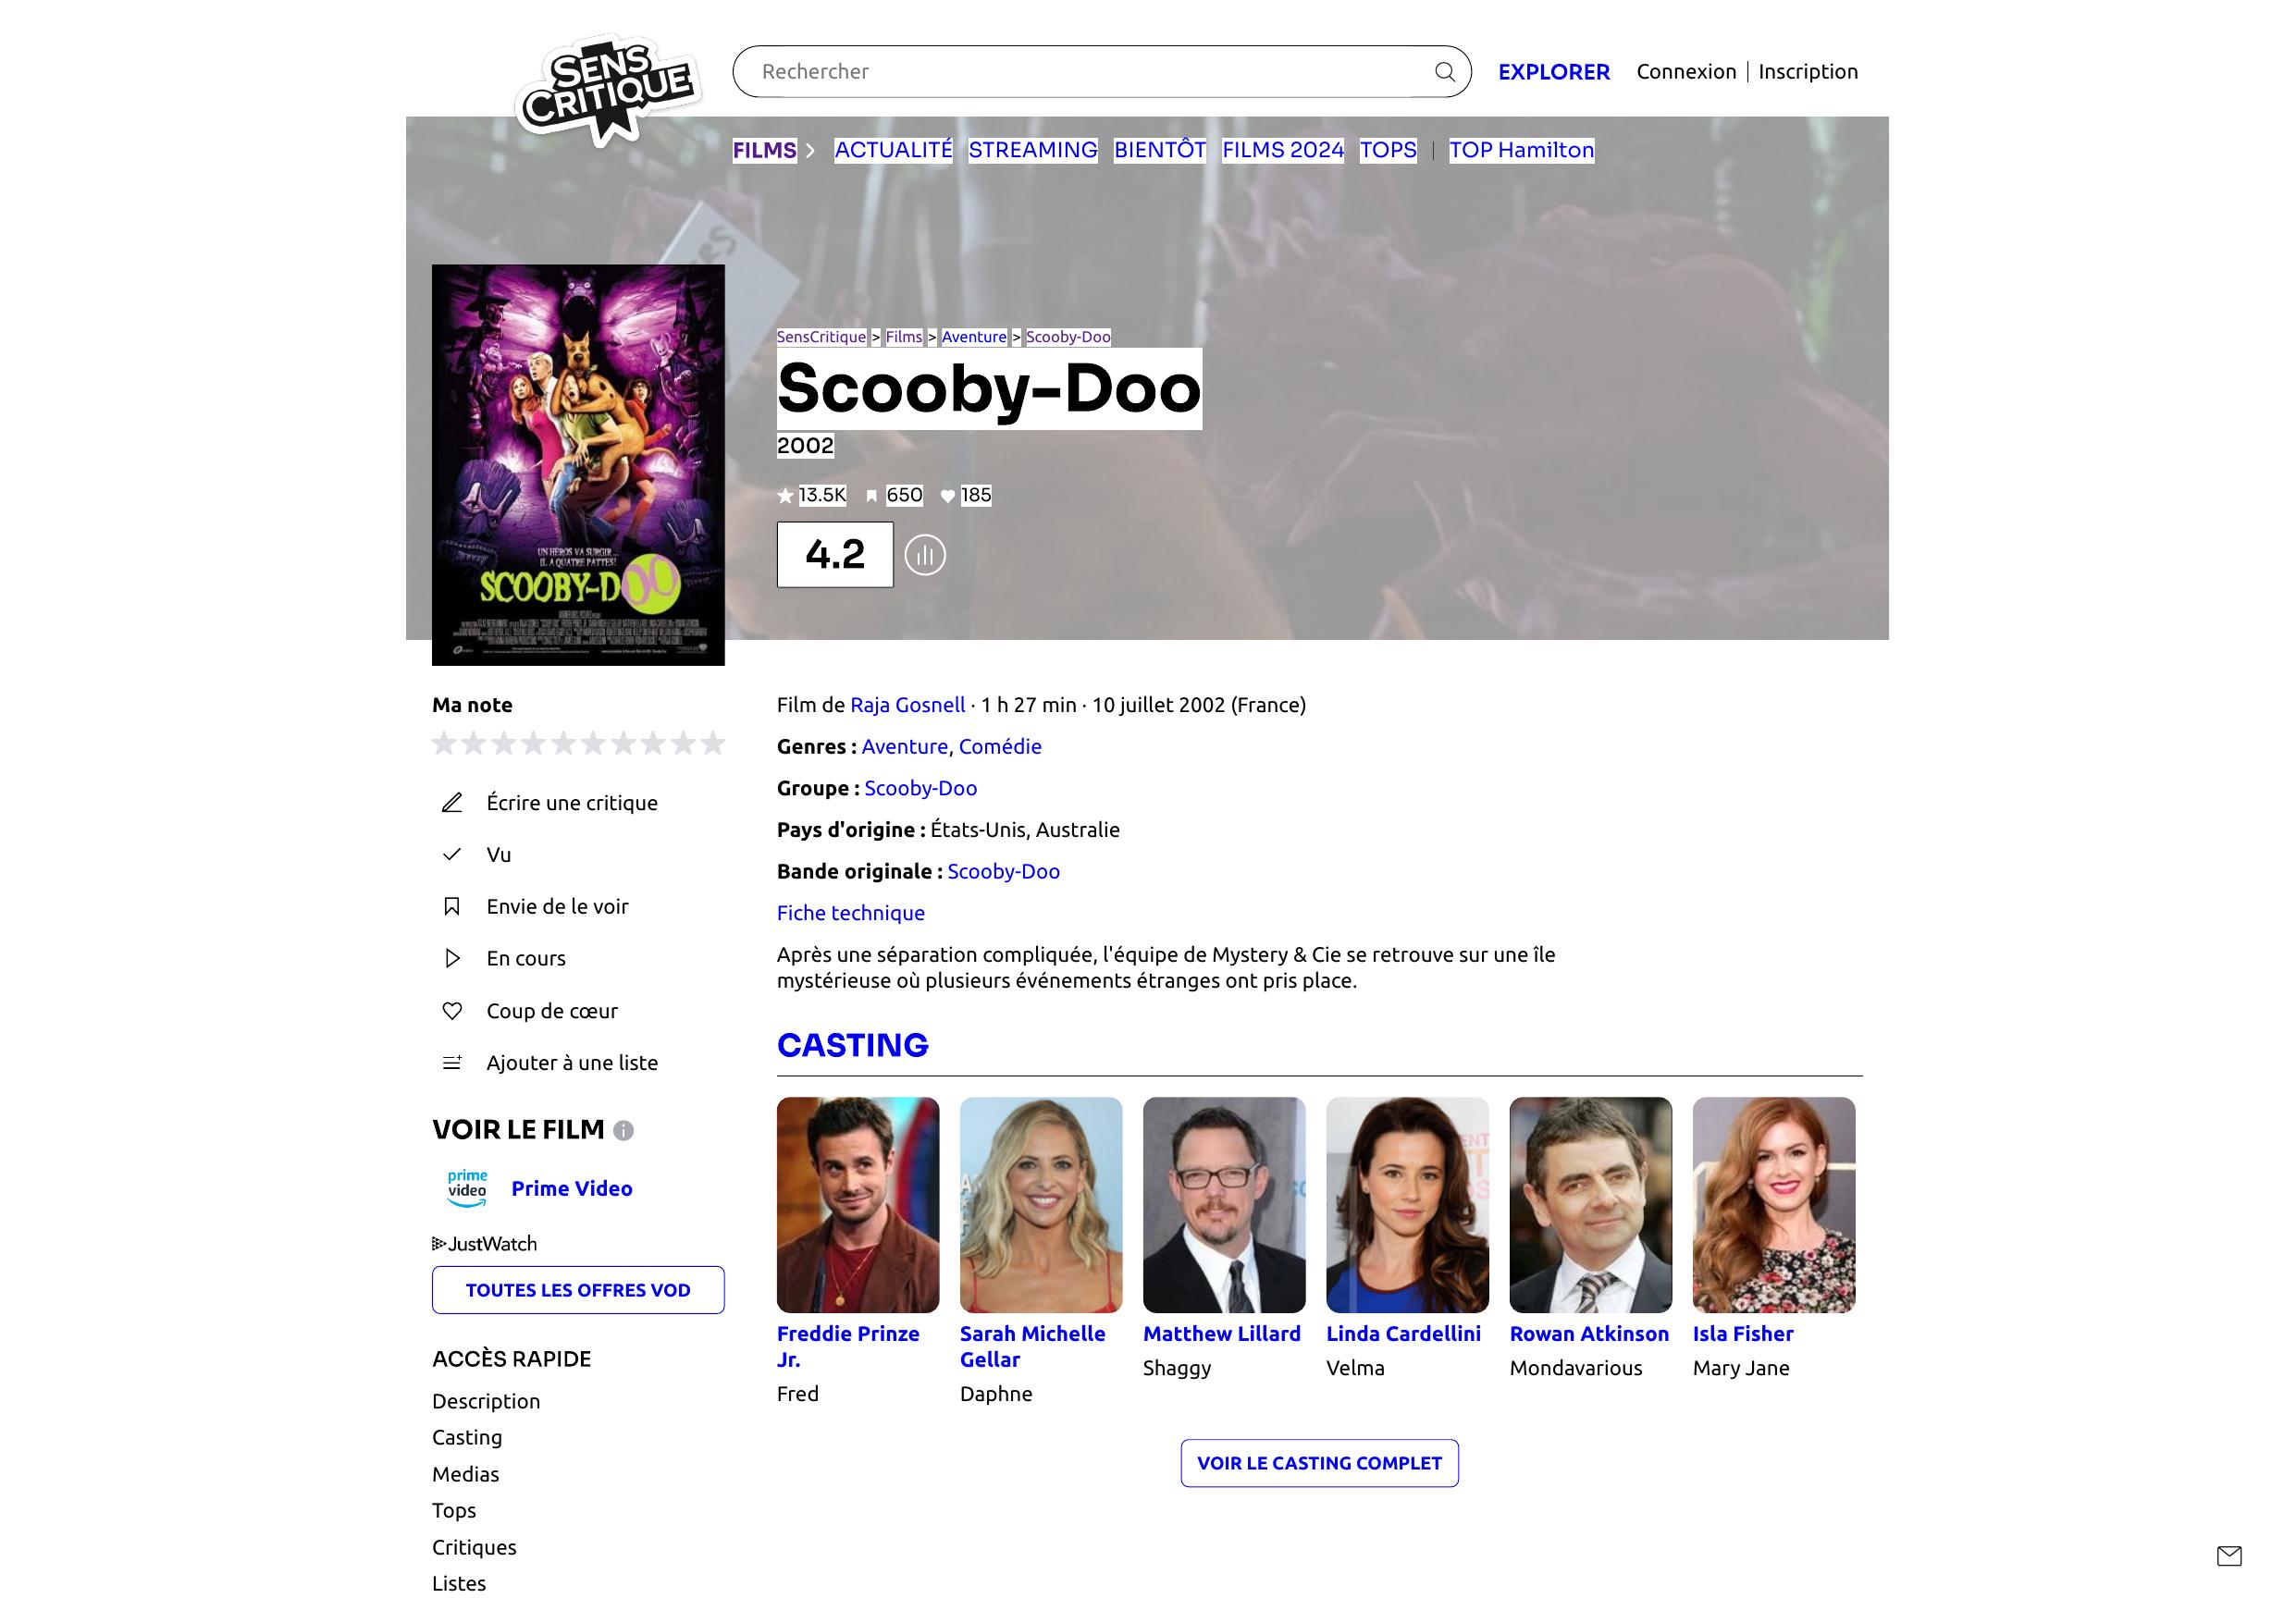 SENS
CRITIQUE
Rechercher
EXPLORER
Connexion | Inscription
FILMS
ACTUALITÉ
STREAMING
BIENTÔT
FILMS 2024
TOPS
|
TOP Hamilton
SensCritique > Films > Aventure > Scooby-Doo
Scooby-Doo
2002
13.5K
650
185
4.2
UN HÉROS VA SURGIR...
IL A QUATRE PATTES!
SCOOBY-DOO
Ma note
Écrire une critique
Vu
Envie de le voir
En cours
Coup de cœur
Ajouter à une liste
VOIR LE FILM
prime
video
Prime Video
JustWatch
TOUTES LES OFFRES VOD
ACCÈS RAPIDE
Description
Casting
Medias
Tops
Critiques
Listes
Film de Raja Gosnell · 1 h 27 min · 10 juillet 2002 (France)
Genres : Aventure, Comédie
Groupe : Scooby-Doo
Pays d'origine : États-Unis, Australie
Bande originale : Scooby-Doo
Fiche technique
Après une séparation compliquée, l'équipe de Mystery & Cie se retrouve sur une île
mystérieuse où plusieurs événements étranges ont pris place.
CASTING
Freddie Prinze
Jr.
Fred
Sarah Michelle
Gellar
Daphne
Matthew Lillard
Shaggy
Linda Cardellini
Velma
Rowan Atkinson
Mondavarious
Isla Fisher
Mary Jane
VOIR LE CASTING COMPLET